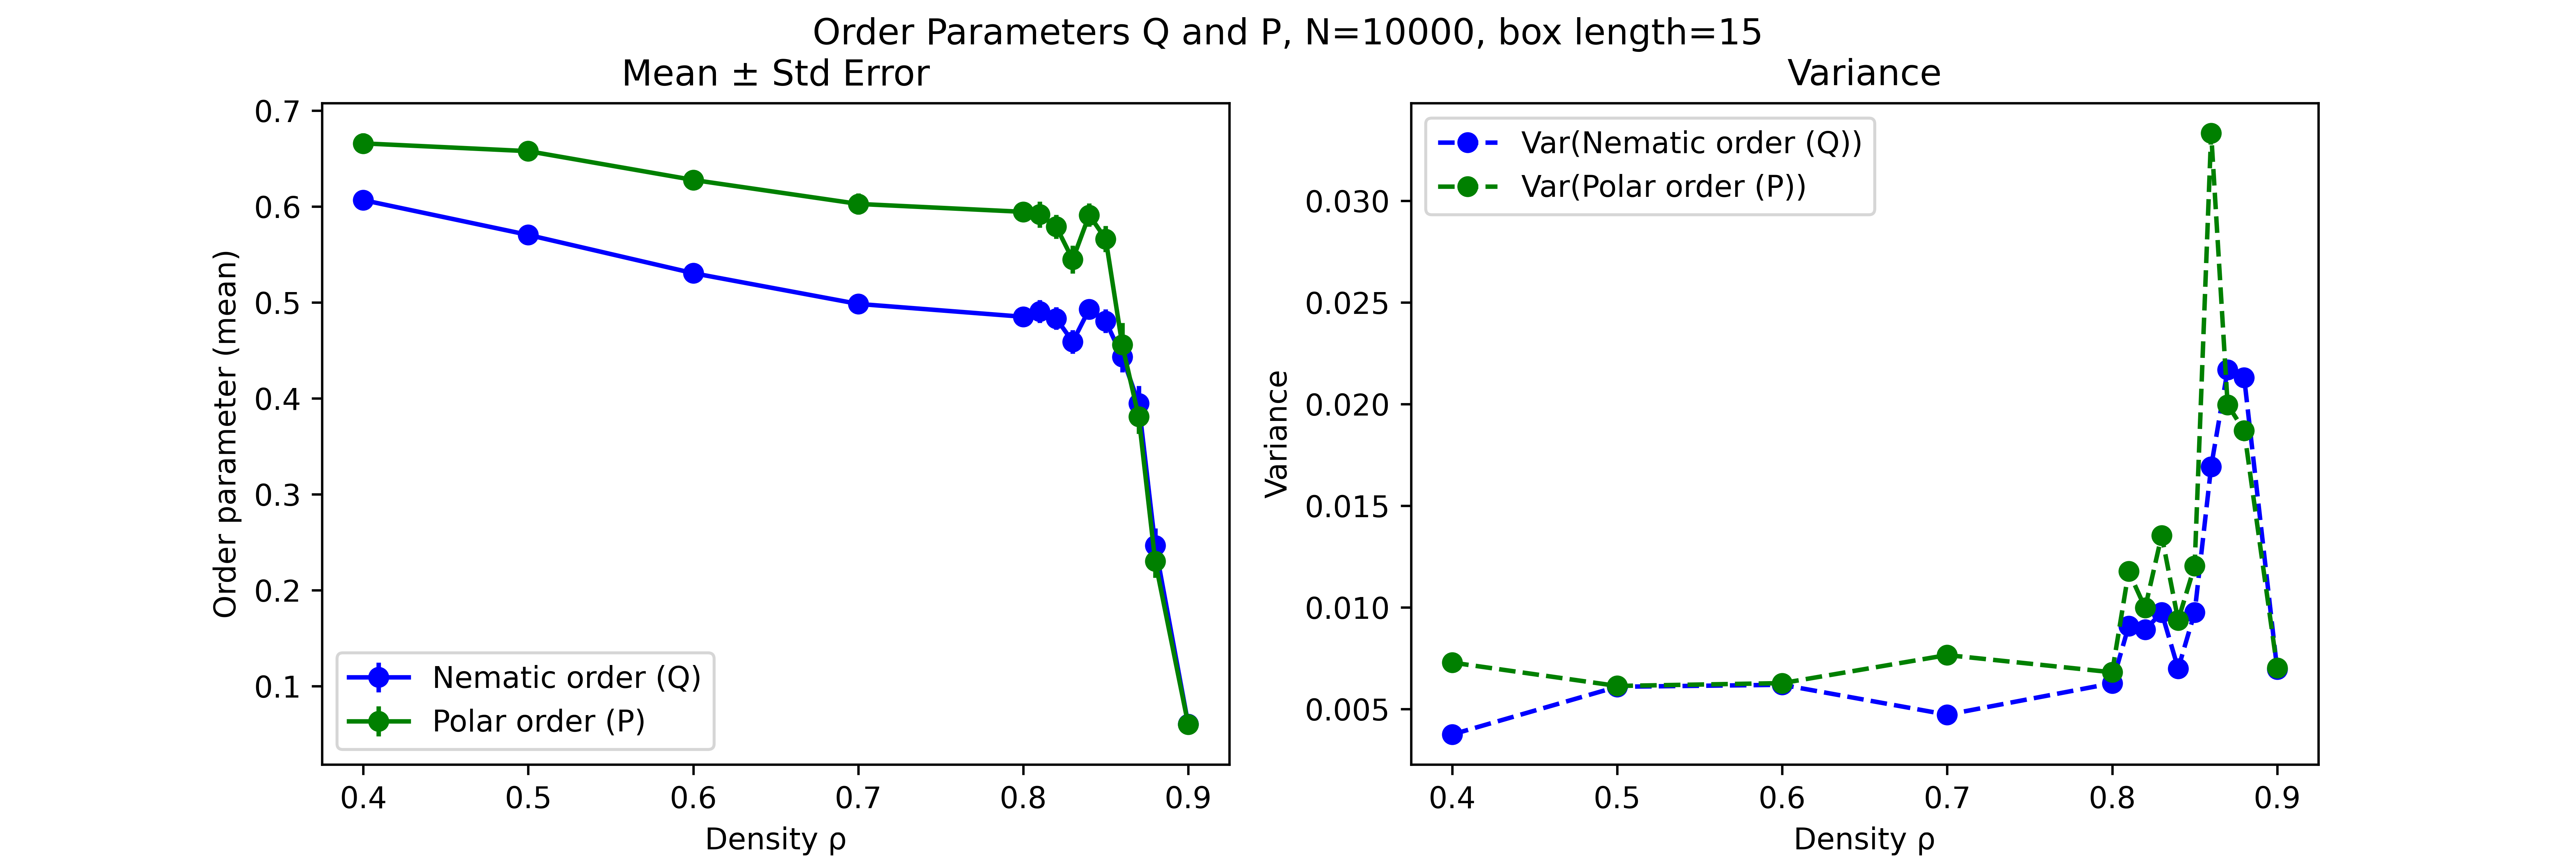 Order Parameters Q and P, N=10000, box length=15
Mean ± Std Error
0.7
0.6
0.5
0.4
0.3
0.2
0.1
Order parameter (mean)
Nematic order (Q)
Polar order (P)
0.4 0.5 0.6 0.7 0.8 0.9
Density ρ
Variance
Var(Nematic order (Q))
Var(Polar order (P))
0.030
0.025
0.020
0.015
0.010
0.005
Variance
0.4 0.5 0.6 0.7 0.8 0.9
Density ρ